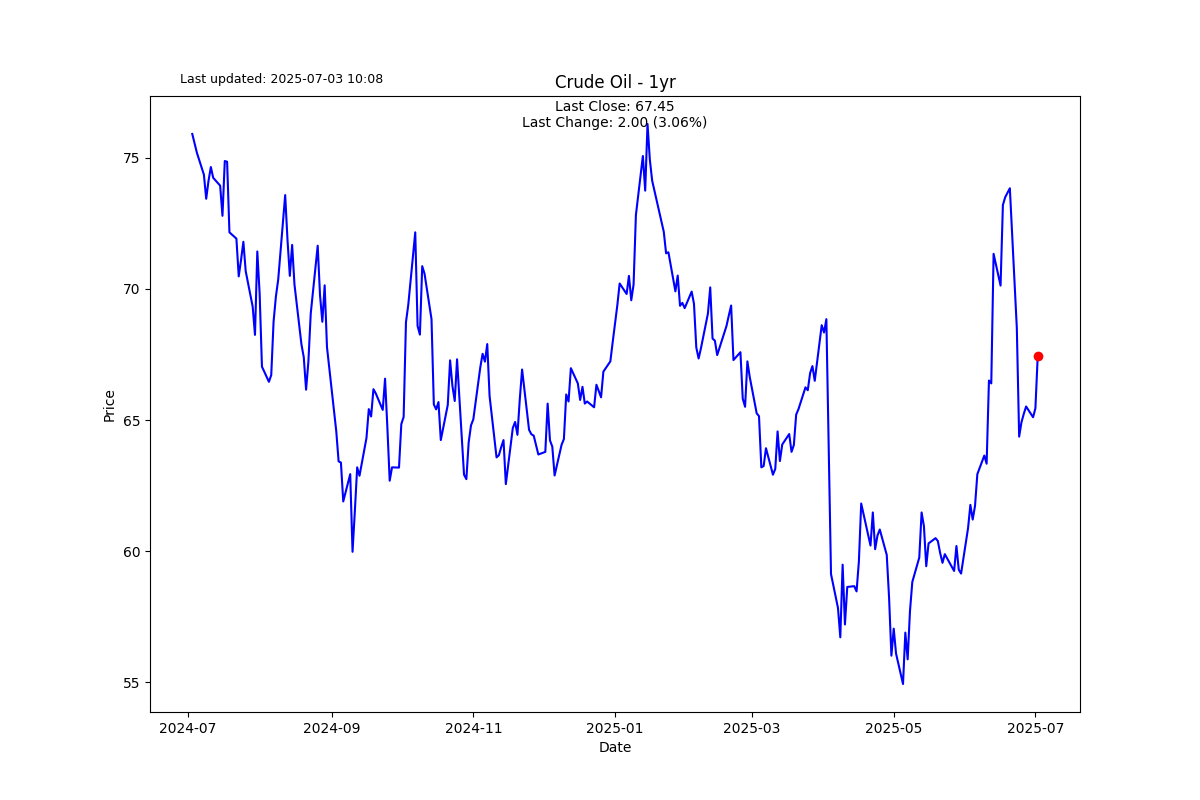 Last updated: 2025-07-03 10:08
Crude Oil - 1yr
Last Close: 67.45
Last Change: 2.00 (3.06%)
75
70
65
60
55
Price
2024-07
2024-09
2024-11
2025-01
2025-03
2025-05
2025-07
Date